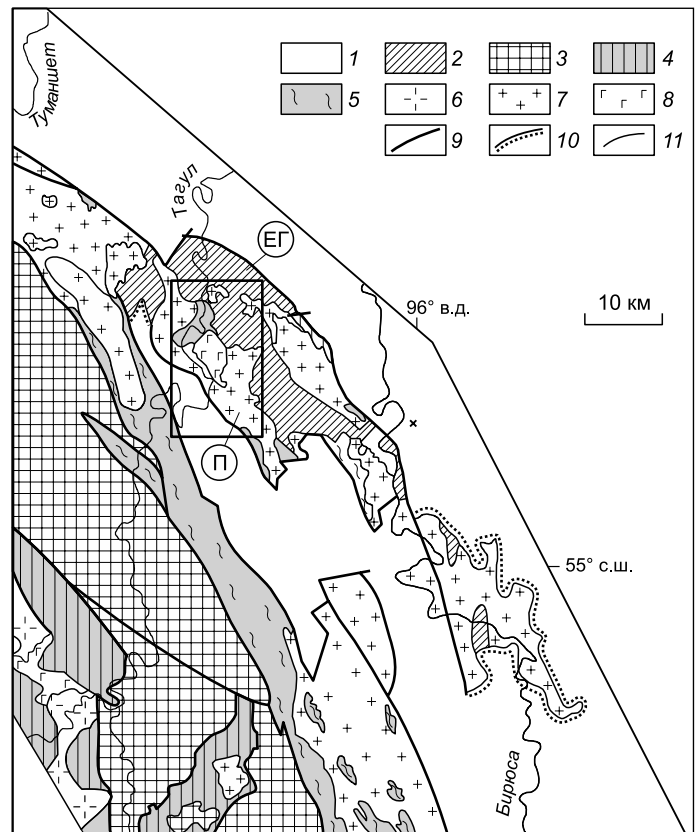 Туманшет
1 2 3 4
5 6 7 8
9 10 11
Тагул
ЕГ
96° в.д.
10 км
П
55° с.ш.
Бирюса